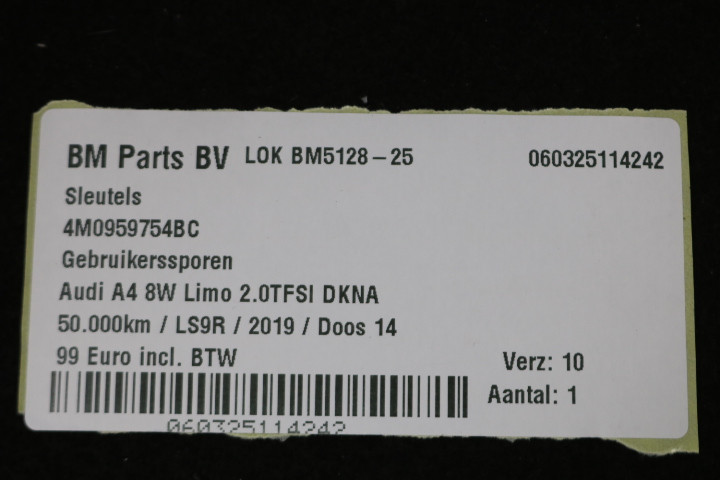 BM Parts BV LOK BM5128-25 060325114242
Sleutels
4M0959754BC
Gebruikerssporen
Audi A4 8W Limo 2.0TFSI DKNA
50.000km / LS9R / 2019 / Doos 14
99 Euro incl. BTW Verz: 10
Aantal: 1
060325114242